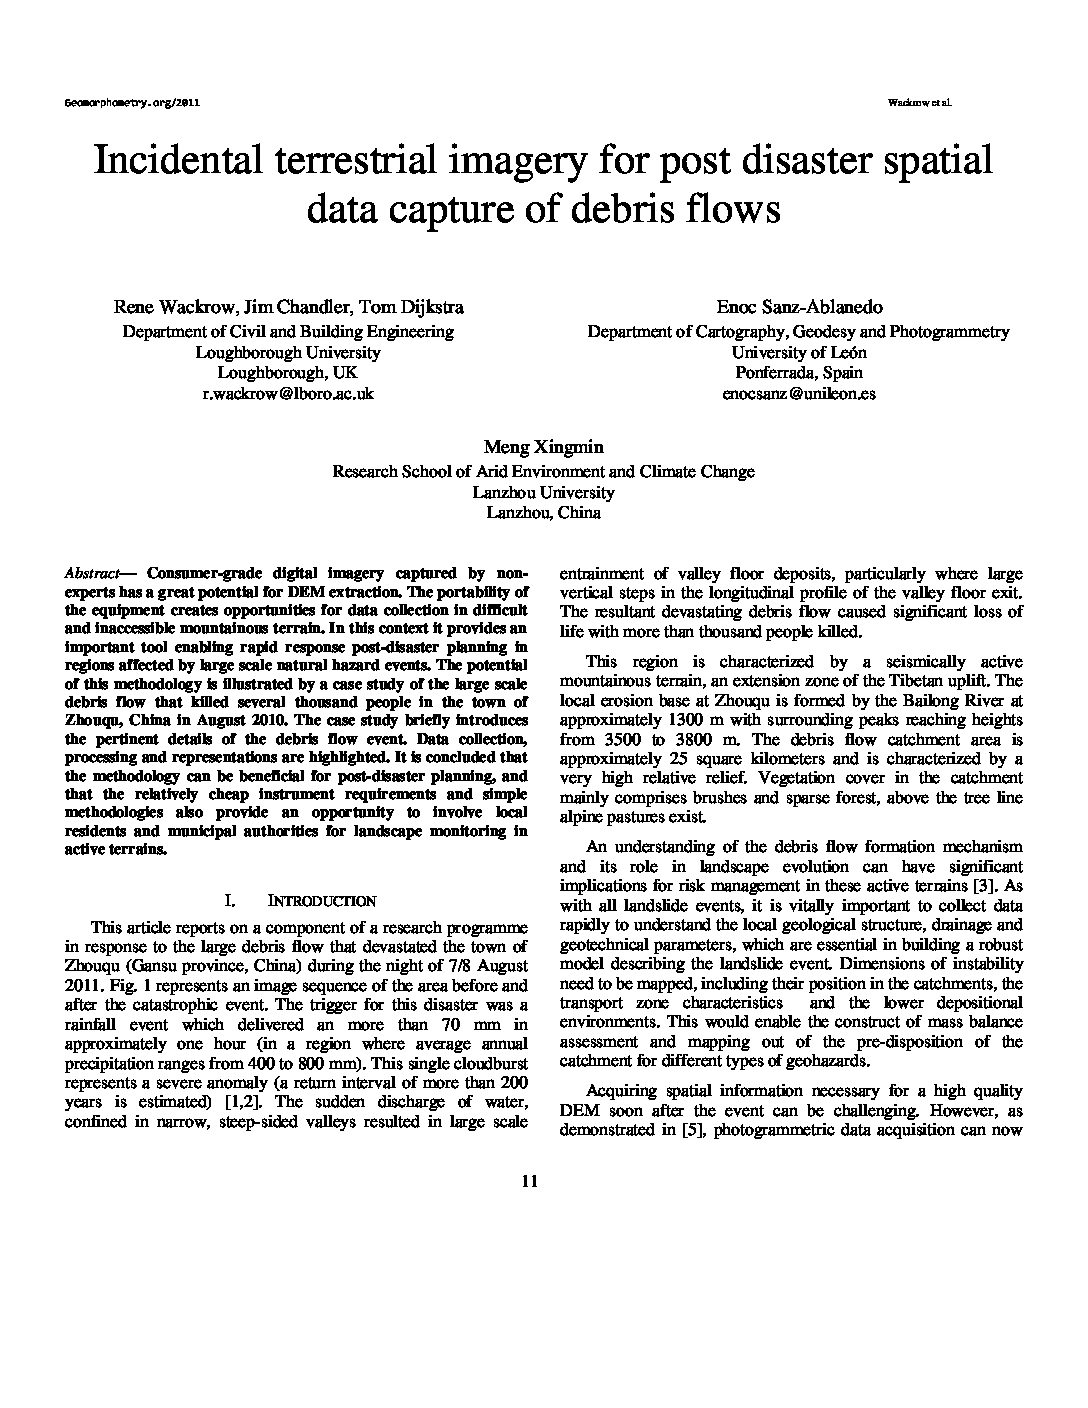 Geomorphometry.org/2011
Wackrow et al.
Incidental terrestrial imagery for post disaster spatial
data capture of debris flows
Rene Wackrow, Jim Chandler, Tom Dijkstra
Department of Civil and Building Engineering
Loughborough University
Loughborough, UK
r.wackrow@lboro.ac.uk
Enoc Sanz-Ablanedo
Department of Cartography, Geodesy and Photogrammetry
University of León
Ponferrada, Spain
enocsanz@unileon.es
Meng Xingmin
Research School of Arid Environment and Climate Change
Lanzhou University
Lanzhou, China
Abstract— Consumer-grade digital imagery captured by non-
experts has a great potential for DEM extraction. The portability of
the equipment creates opportunities for data collection in difficult
and inaccessible mountainous terrain. In this context it provides an
important tool enabling rapid response post-disaster planning in
regions affected by large scale natural hazard events. The potential
of this methodology is illustrated by a case study of the large scale
debris flow that killed several thousand people in the town of
Zhouqu, China in August 2010. The case study briefly introduces
the pertinent details of the debris flow event. Data collection,
processing and representations are highlighted. It is concluded that
the methodology can be beneficial for post-disaster planning, and
that the relatively cheap instrument requirements and simple
methodologies also provide an opportunity to involve local
residents and municipal authorities for landscape monitoring in
active terrains.
I. INTRODUCTION
This article reports on a component of a research programme
in response to the large debris flow that devastated the town of
Zhouqu (Gansu province, China) during the night of 7/8 August
2011. Fig. 1 represents an image sequence of the area before and
after the catastrophic event. The trigger for this disaster was a
rainfall event which delivered an more than 70 mm in
approximately one hour (in a region where average annual
precipitation ranges from 400 to 800 mm). This single cloudburst
represents a severe anomaly (a return interval of more than 200
years is estimated) [1,2]. The sudden discharge of water,
confined in narrow, steep-sided valleys resulted in large scale
entrainment of valley floor deposits, particularly where large
vertical steps in the longitudinal profile of the valley floor exit.
The resultant devastating debris flow caused significant loss of
life with more than thousand people killed.
This region is characterized by a seismically active
mountainous terrain, an extension zone of the Tibetan uplift. The
local erosion base at Zhouqu is formed by the Bailong River at
approximately 1300 m with surrounding peaks reaching heights
from 3500 to 3800 m. The debris flow catchment area is
approximately 25 square kilometers and is characterized by a
very high relative relief. Vegetation cover in the catchment
mainly comprises brushes and sparse forest, above the tree line
alpine pastures exist.
An understanding of the debris flow formation mechanism
and its role in landscape evolution can have significant
implications for risk management in these active terrains [3]. As
with all landslide events, it is vitally important to collect data
rapidly to understand the local geological structure, drainage and
geotechnical parameters, which are essential in building a robust
model describing the landslide event. Dimensions of instability
need to be mapped, including their position in the catchments, the
transport zone characteristics and the lower depositional
environments. This would enable the construct of mass balance
assessment and mapping out of the pre-disposition of the
catchment for different types of geohazards.
Acquiring spatial information necessary for a high quality
DEM soon after the event can be challenging. However, as
demonstrated in [5], photogrammetric data acquisition can now
11